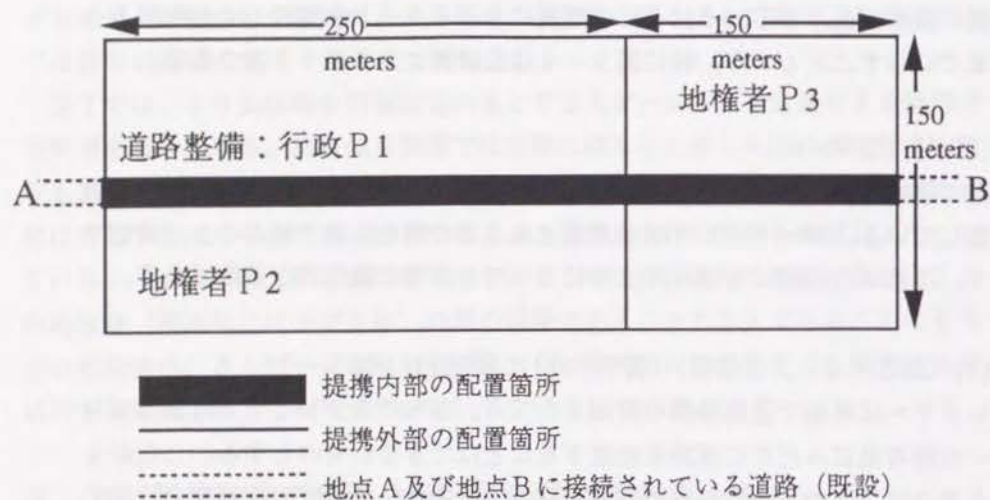 250
meters
150
meters
地権者P3
150
meters
道路整備：行政P1
A
B
地権者P2
提携内部の配置箇所
提携外部の配置箇所
地点A及び地点Bに接続されている道路（既設）